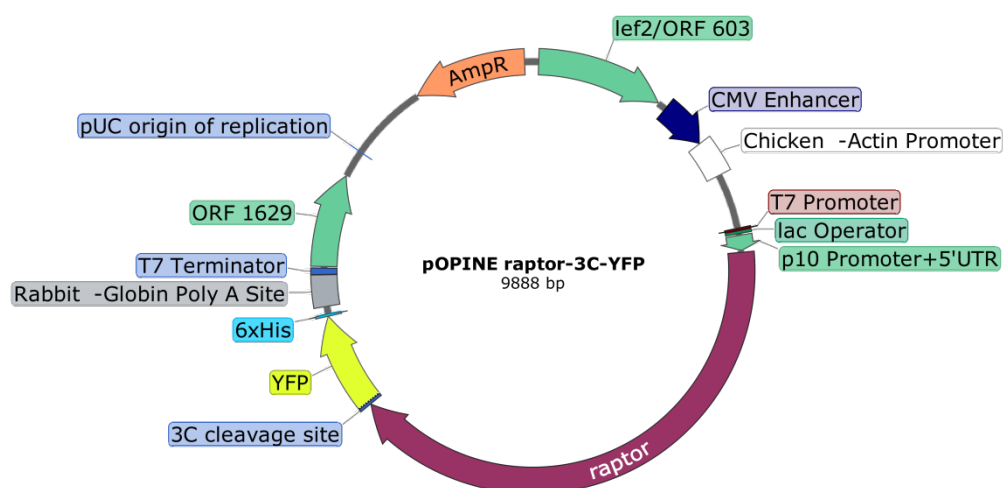 lef2/ORF 603
AmpR
CMV Enhancer
pUC origin of replication
Chicken -Actin Promoter
T7 Promoter
ORF 1629
lac Operator
T7 Terminator
pOPINE raptor-3C-YFP
p10 Promoter+5'UTR
9888 bp
Rabbit -Globin Poly A Site
6xHis
YFP
3C cleavage site
raptor